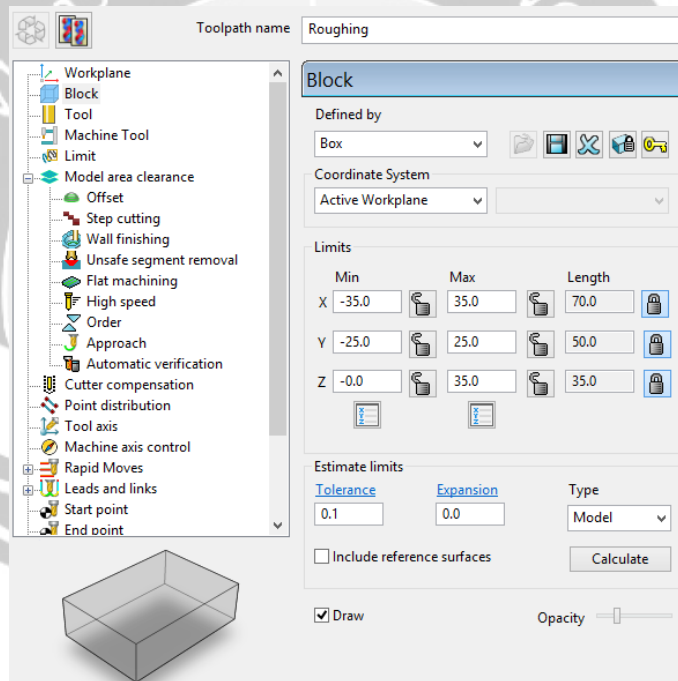 Toolpath name Roughing
Workplane
Block
Tool
Machine Tool
Limit
Model area clearance
Offset
Step cutting
Wall finishing
Unsafe segment removal
Flat machining
High speed
Order
Approach
Automatic verification
Cutter compensation
Point distribution
Tool axis
Machine axis control
Rapid Moves
Leads and links
Start point
End point
Block
Defined by
Box
Coordinate System
Active Workplane
Limits
Min Max Length
X -35.0 35.0 70.0
Y -25.0 25.0 50.0
Z -0.0 35.0 35.0
Estimate limits
Tolerance Expansion Type
0.1 0.0 Model
Include reference surfaces Calculate
Draw Opacity